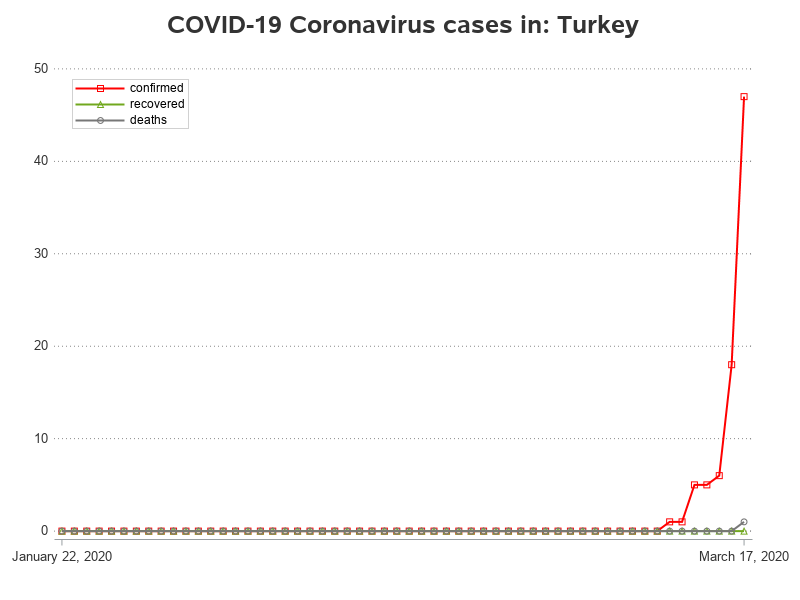 COVID-19 Coronavirus cases in: Turkey
50
confirmed
recovered
deaths
40
30
20
10
0
January 22, 2020
March 17, 2020